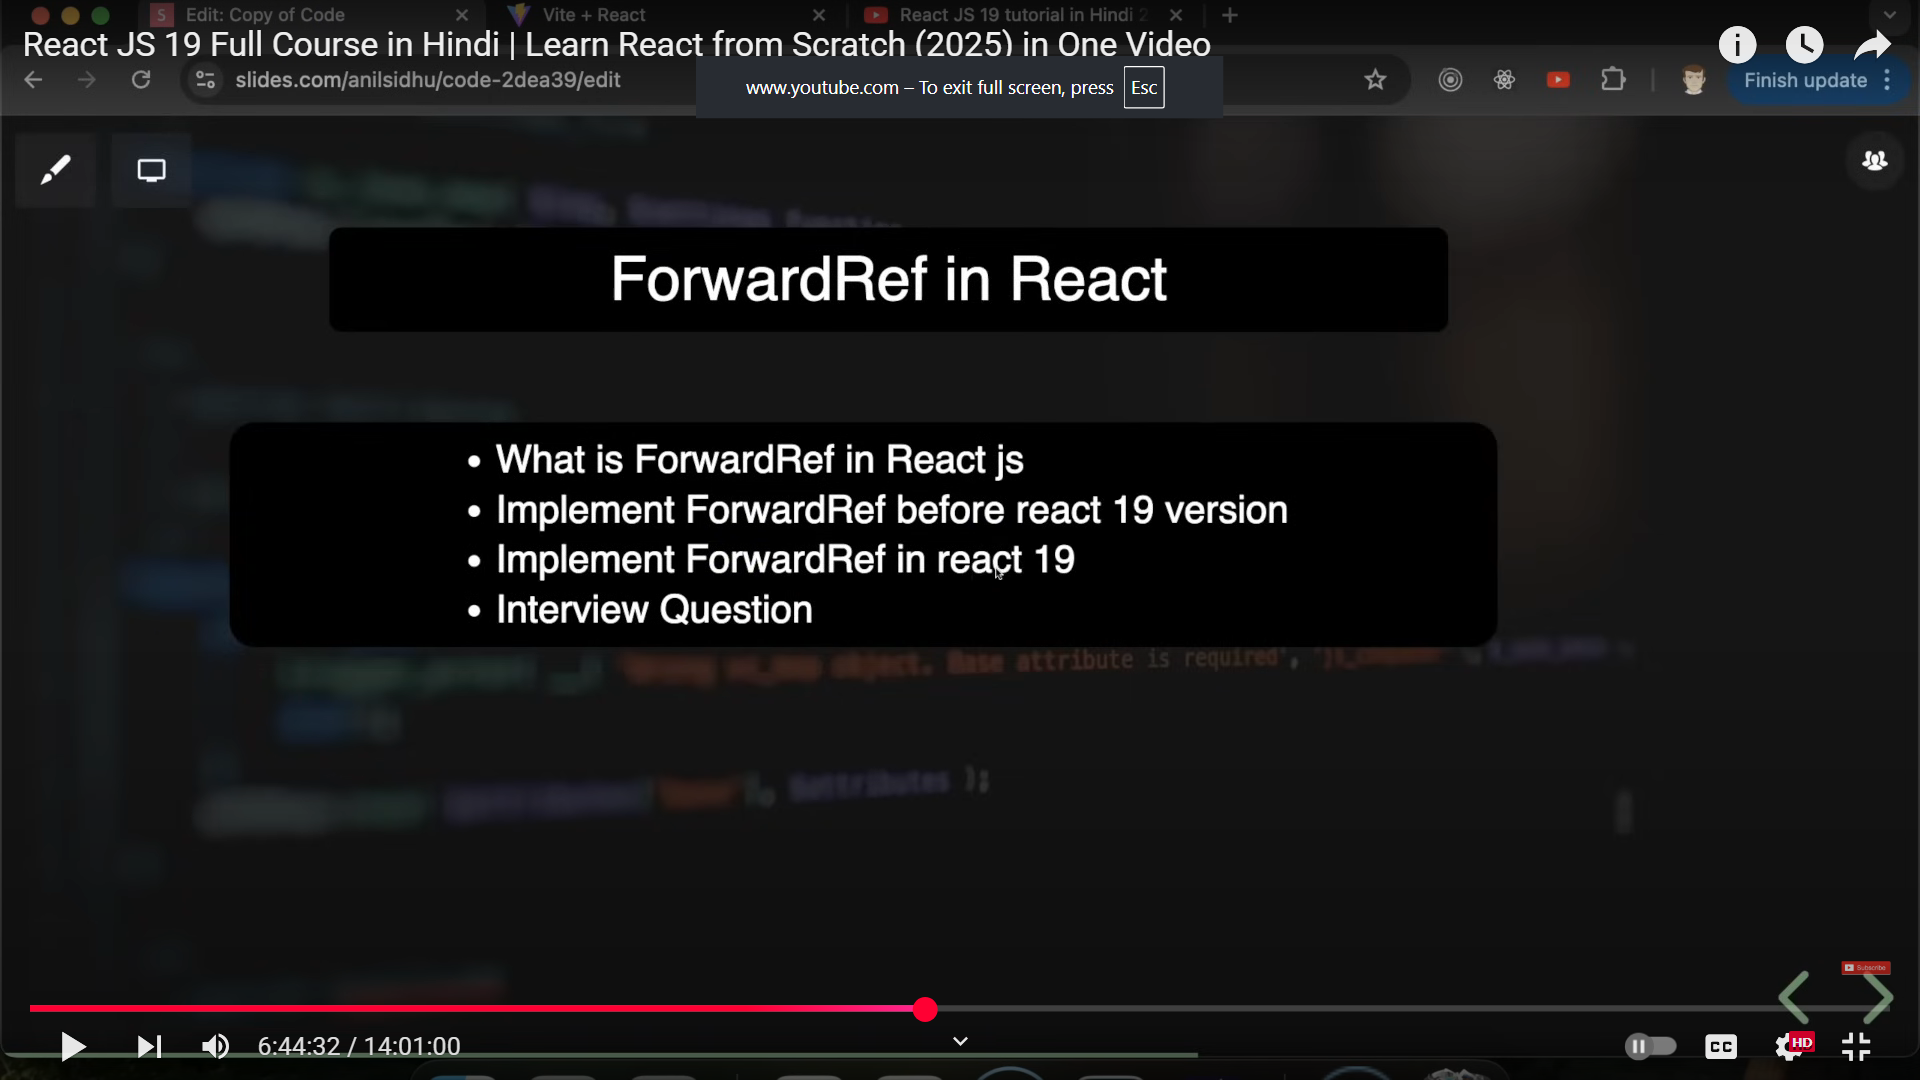 Edit: Copy of Code
Vite + React
React JS 19 tutorial in Hindi 2
React JS 19 Full Course in Hindi | Learn React from Scratch (2025) in One Video
slides.com/anilsidhu/code-2dea39/edit
www.youtube.com – To exit full screen, press Esc
Finish update
ForwardRef in React
• What is ForwardRef in React js
• Implement ForwardRef before react 19 version
• Implement ForwardRef in react 19
• Interview Question
object. Base attribute is required',
$attributes );
Subscribe
6:44:32 / 14:01:00
CC
HD